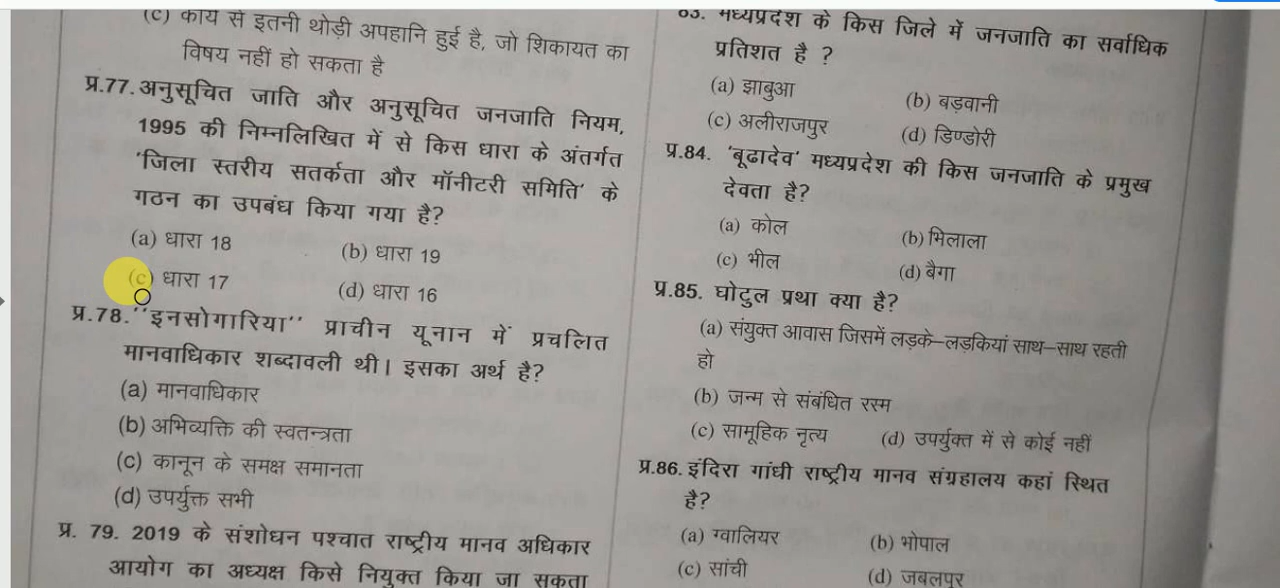 (c) कार्य से इतनी थोड़ी अपहानि हुई है, जो शिकायत का
विषय नहीं हो सकता है
प्र.77. अनुसूचित जाति और अनुसूचित जनजाति नियम,
1995 की निम्नलिखित में से किस धारा के अंतर्गत
'जिला स्तरीय सतर्कता और मॉनीटरी समिति' के
गठन का उपबंध किया गया है?
(a) धारा 18 (b) धारा 19
(c) धारा 17 (d) धारा 16
प्र.78. ''इनसोगारिया'' प्राचीन यूनान में प्रचलित
मानवाधिकार शब्दावली थी। इसका अर्थ है?
(a) मानवाधिकार
(b) अभिव्यक्ति की स्वतन्त्रता
(c) कानून के समक्ष समानता
(d) उपर्युक्त सभी
प्र. 79. 2019 के संशोधन पश्चात राष्ट्रीय मानव अधिकार
आयोग का अध्यक्ष किसे नियुक्त किया जा सकता
83. मध्यप्रदेश के किस जिले में जनजाति का सर्वाधिक
प्रतिशत है ?
(a) झाबुआ (b) बड़वानी
(c) अलीराजपुर (d) डिण्डोरी
प्र.84. 'बूढादेव' मध्यप्रदेश की किस जनजाति के प्रमुख
देवता है?
(a) कोल (b) भिलाला
(c) भील (d) बैगा
प्र.85. घोटुल प्रथा क्या है?
(a) संयुक्त आवास जिसमें लड़के–लड़कियां साथ–साथ रहती
हो
(b) जन्म से संबंधित रस्म
(c) सामूहिक नृत्य (d) उपर्युक्त में से कोई नहीं
प्र.86. इंदिरा गांधी राष्ट्रीय मानव संग्रहालय कहां स्थित
है?
(a) ग्वालियर (b) भोपाल
(c) सांची (d) जबलपुर